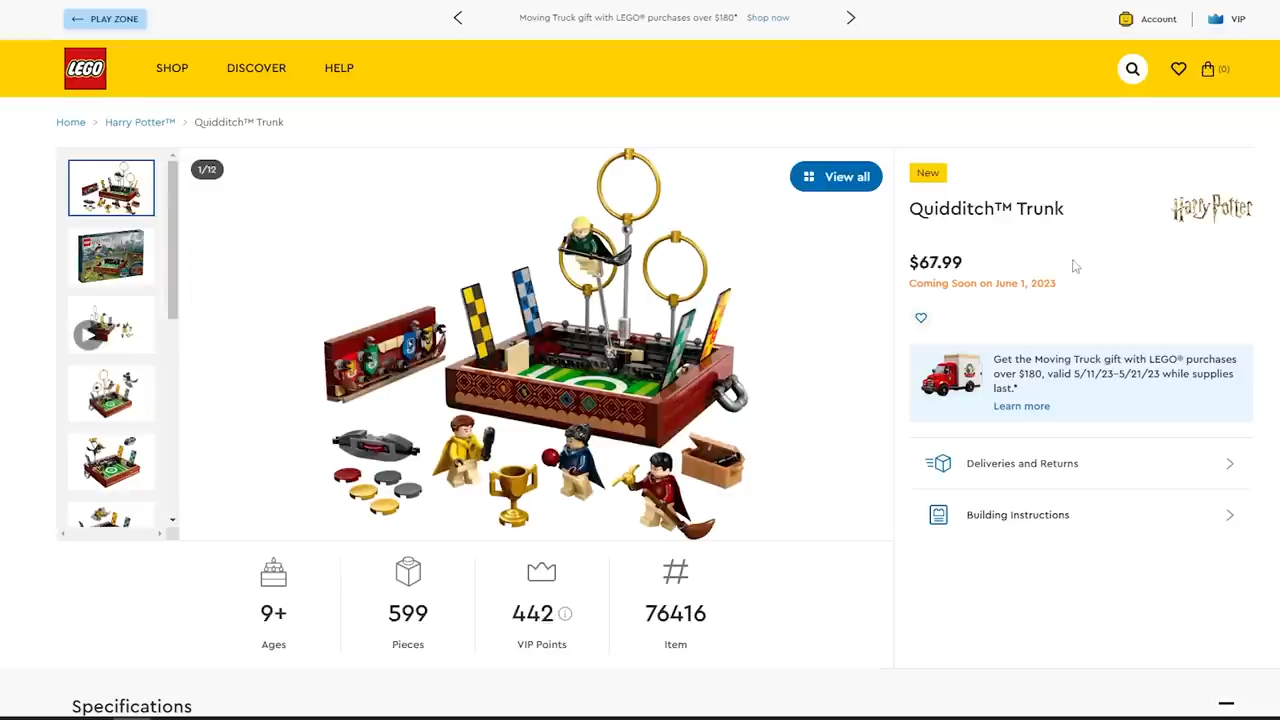 PLAY ZONE
Moving Truck gift with LEGO® purchases over $180* Shop now
Account
VIP
LEGO
SHOP
DISCOVER
HELP
(0)
Home > Harry Potter™ > Quidditch™ Trunk
1/12
View all
New
Quidditch™ Trunk
Harry Potter
$67.99
Coming Soon on June 1, 2023
Get the Moving Truck gift with LEGO® purchases
over $180, valid 5/11/23-5/21/23 while supplies
last.*
Learn more
Deliveries and Returns
Building Instructions
9+
Ages
599
Pieces
442
VIP Points
#
76416
Item
Specifications